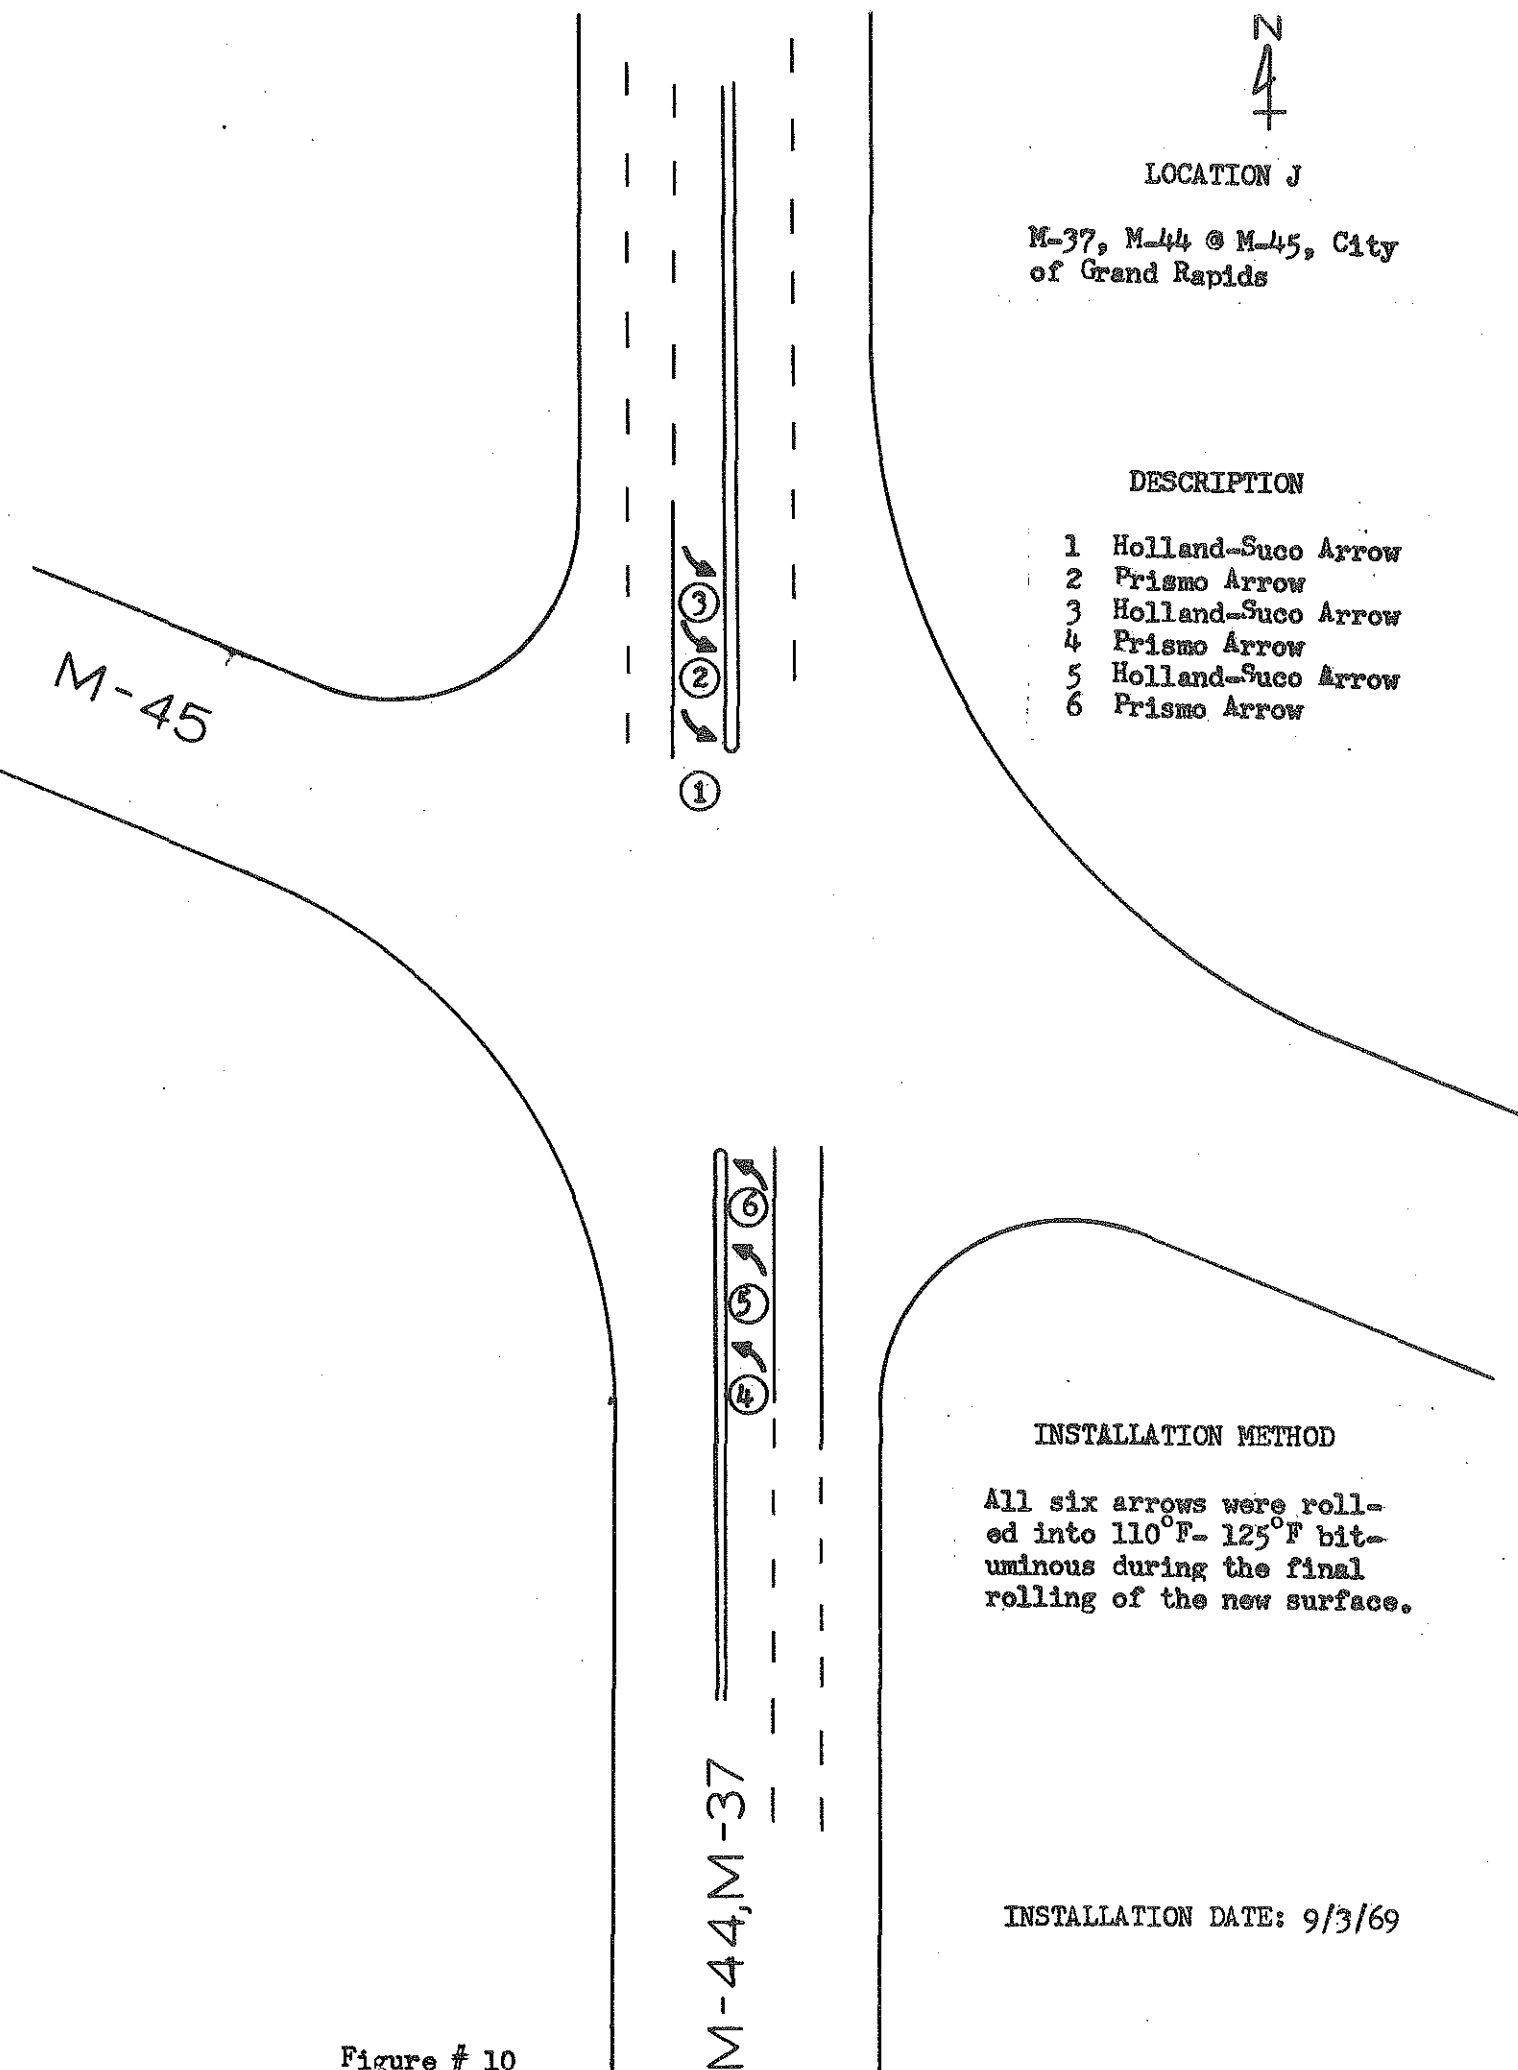 N
LOCATION J
M-37, M-44 @ M-45, City
of Grand Rapids
DESCRIPTION
1 Holland-Suco Arrow
2 Prismo Arrow
3 Holland-Suco Arrow
4 Prismo Arrow
5 Holland-Suco Arrow
6 Prismo Arrow
3
2
1
M-45
6
5
4
INSTALLATION METHOD
All six arrows were roll-
ed into 110°F- 125°F bit-
uminous during the final
rolling of the new surface.
M-44,M-37
INSTALLATION DATE: 9/3/69
Figure # 10